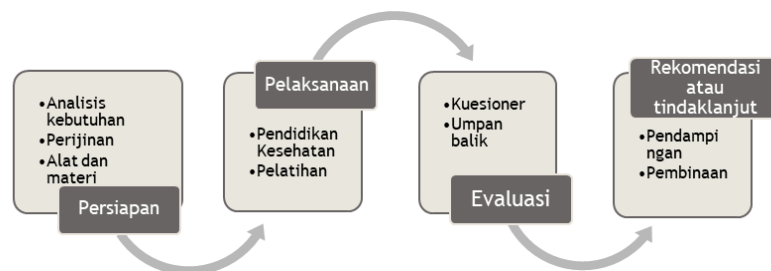 •Analisis
kebutuhan
•Perijinan
•Alat dan
materi
Persiapan
Pelaksanaan
•Pendidikan
Kesehatan
•Pelatihan
•Kuesioner
•Umpan
balik
Evaluasi
Rekomendasi
atau
tindaklanjut
•Pendampi
ngan
•Pembinaan